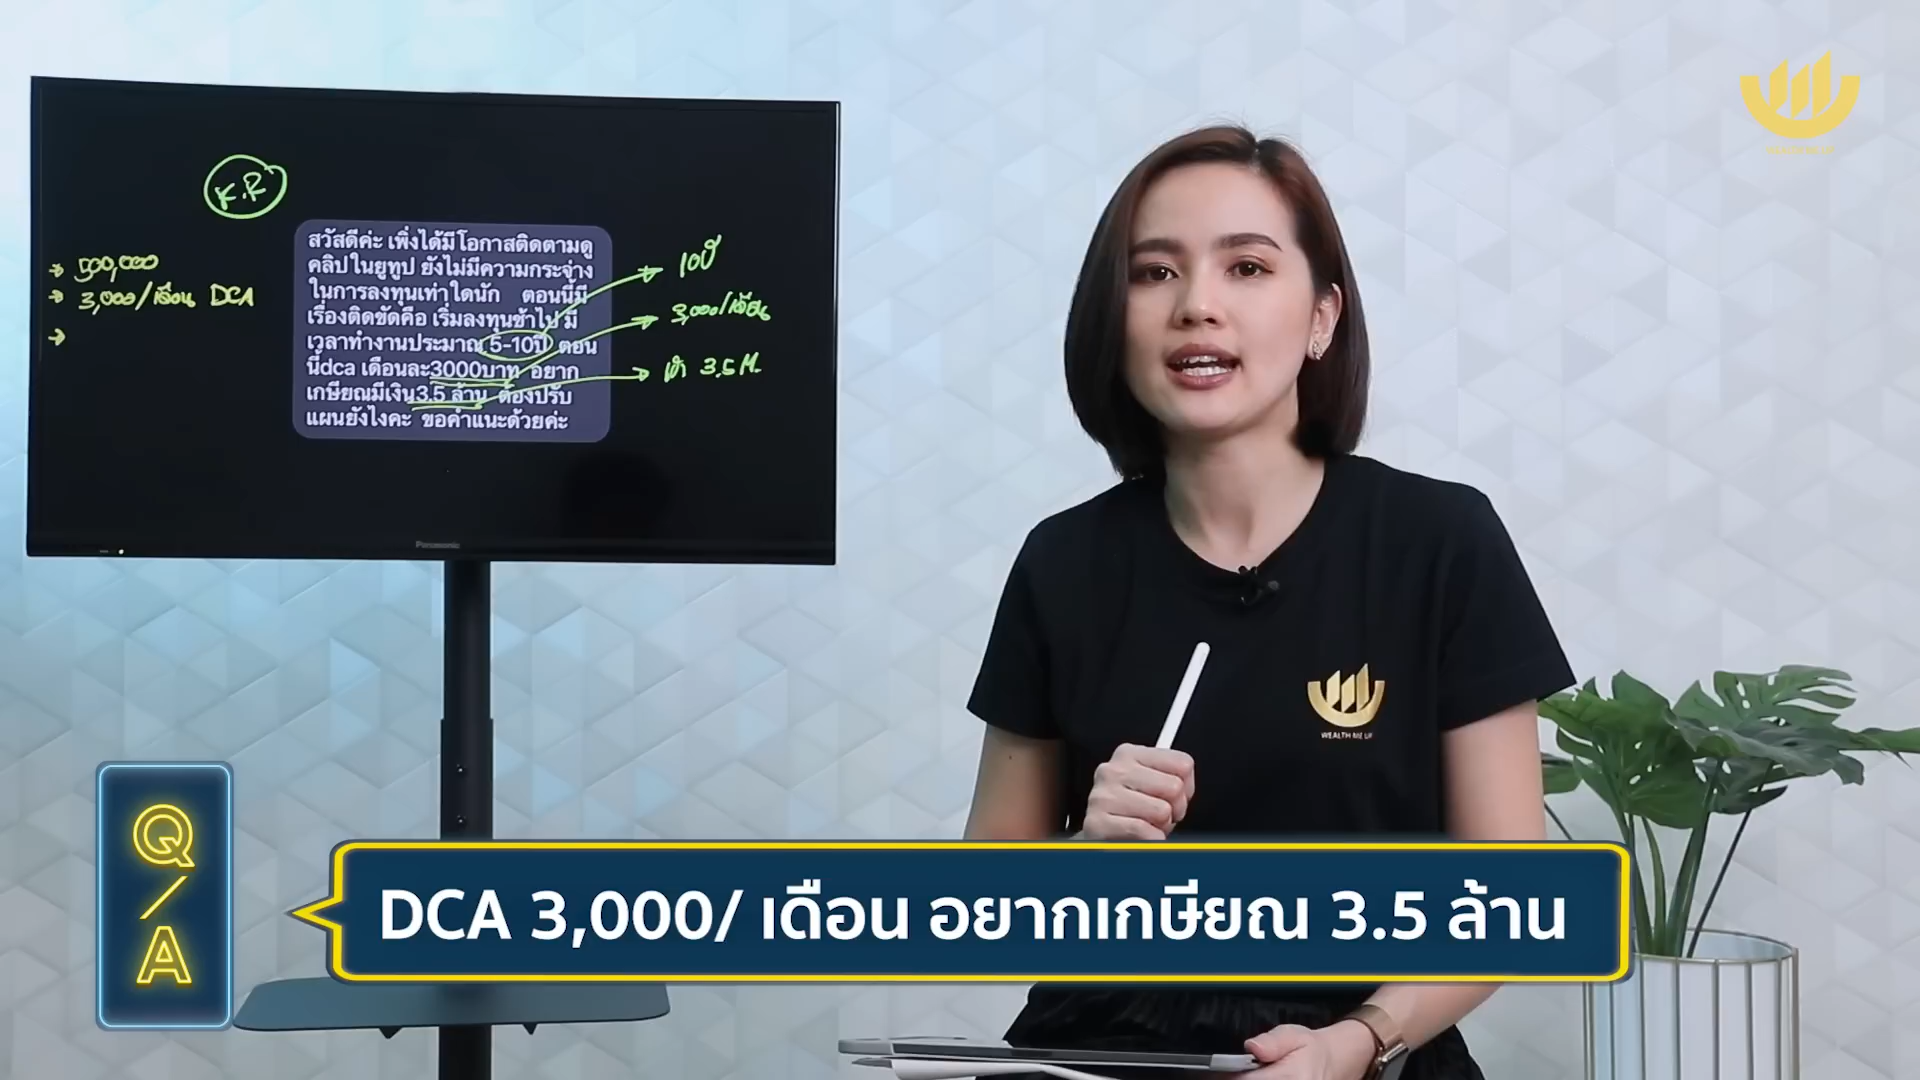 K.R
500,000
3,000/เดือน DCA
สวัสดีค่ะ เพิ่งได้มีโอกาสติดตามดู
คลิปในยูทูป ยังไม่มีความกระจ่าง
ในการลงทุนเท่าใดนัก ตอนนี้มี
เรื่องติดขัดคือ เริ่มลงทุนช้าไป มี
เวลาทำงานประมาณ 5-10ปี ตอน
นี้dca เดือนละ3000บาท อยาก
เกษียณมีเงิน3.5 ล้าน ต้องปรับ
แผนยังไงคะ ขอคำแนะด้วยค่ะ
10ปี
3,000/เดือน
3.5 M.
Panasonic
WEALTH ME UP
WEALTH ME UP
Q/A
DCA 3,000/ เดือน อยากเกษียณ 3.5 ล้าน